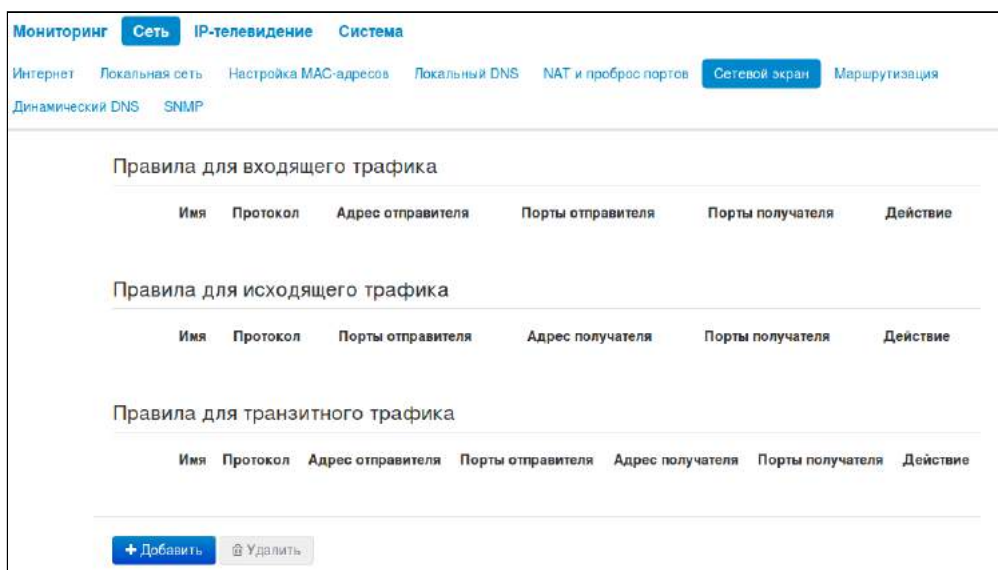 Мониторинг Сеть IP-телевидение Система
Интернет Локальная сеть Настройка MAC-адресов Локальный DNS NAT и проброс портов Сетевой экран Маршрутизация
Динамический DNS SNMP
Правила для входящего трафика
Имя Протокол Адрес отправителя Порты отправителя Порты получателя Действие
Правила для исходящего трафика
Имя Протокол Порты отправителя Адрес получателя Порты получателя Действие
Правила для транзитного трафика
Имя Протокол Адрес отправителя Порты отправителя Адрес получателя Порты получателя Действие
+ Добавить Удалить